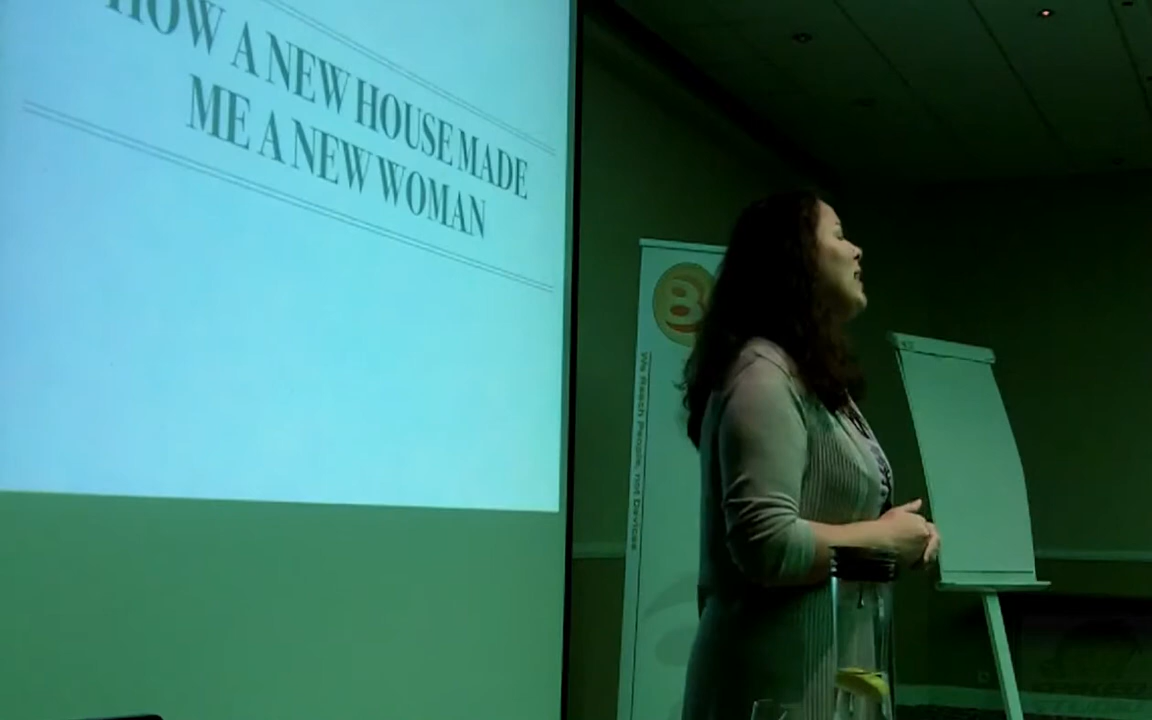 HOW A NEW HOUSE MADE
ME A NEW WOMAN
B
We Reach People, not Devices